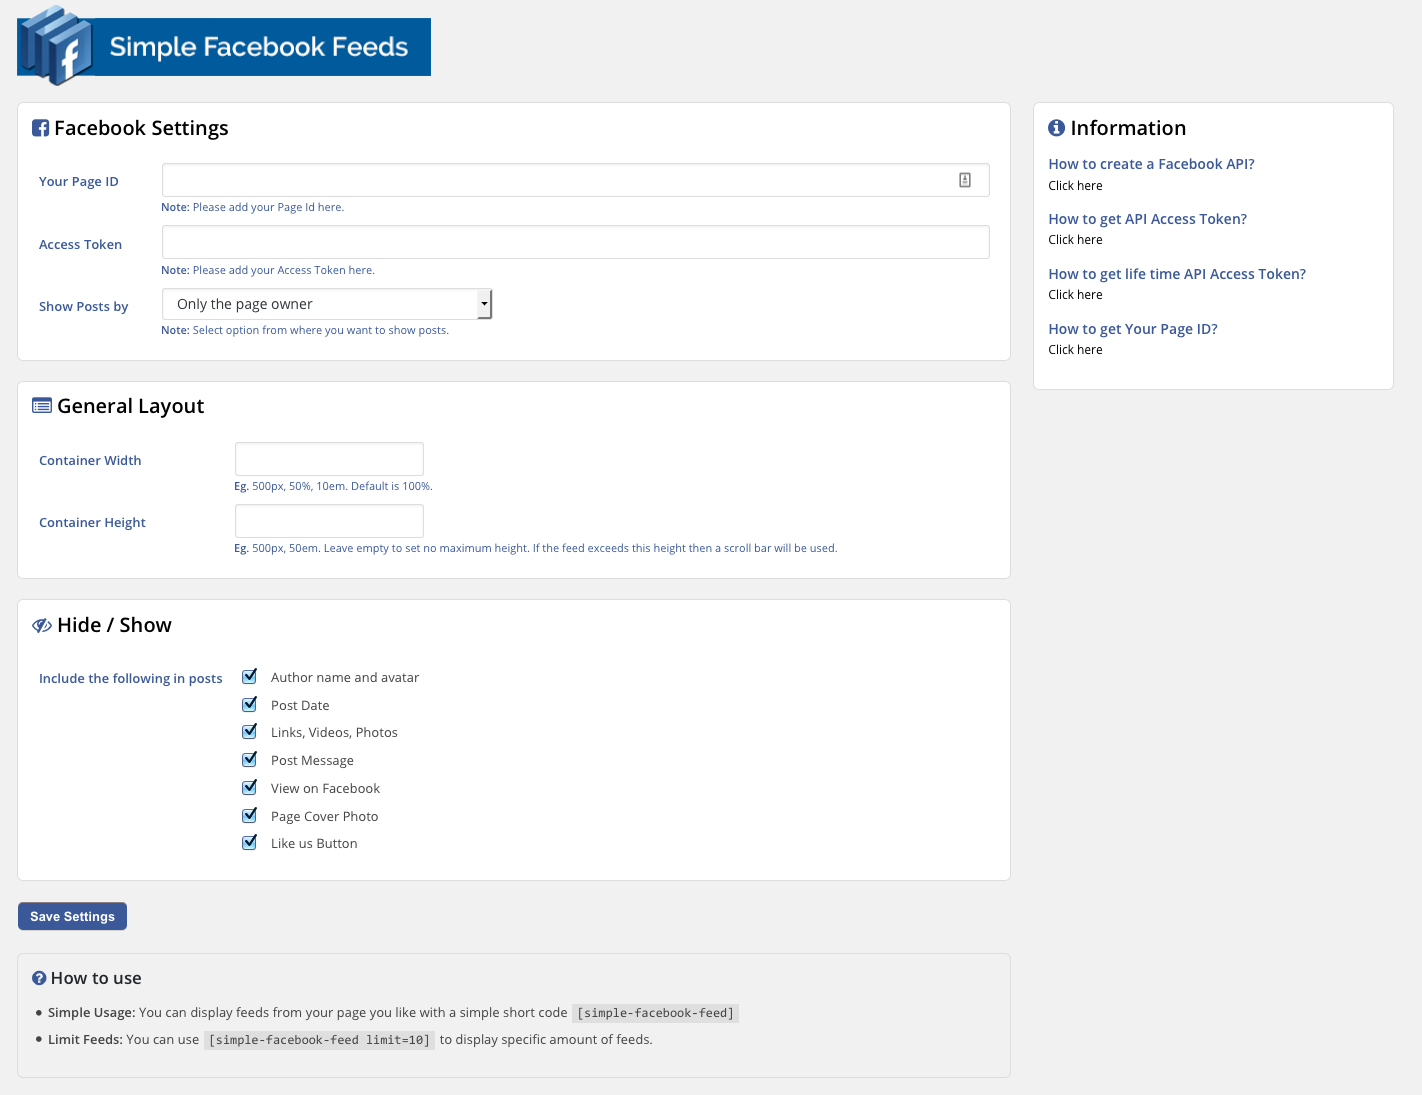 Simple Facebook Feeds
Facebook Settings
Your Page ID
Note: Please add your Page Id here.
Access Token
Note: Please add your Access Token here.
Show Posts by
Only the page owner
Note: Select option from where you want to show posts.
General Layout
Container Width
Eg. 500px, 50%, 10em. Default is 100%.
Container Height
Eg. 500px, 50em. Leave empty to set no maximum height. If the feed exceeds this height then a scroll bar will be used.
Hide / Show
Include the following in posts
Author name and avatar
Post Date
Links, Videos, Photos
Post Message
View on Facebook
Page Cover Photo
Like us Button
Save Settings
How to use
Simple Usage: You can display feeds from your page you like with a simple short code [simple-facebook-feed]
Limit Feeds: You can use [simple-facebook-feed limit=10] to display specific amount of feeds.
Information
How to create a Facebook API?
Click here
How to get API Access Token?
Click here
How to get life time API Access Token?
Click here
How to get Your Page ID?
Click here